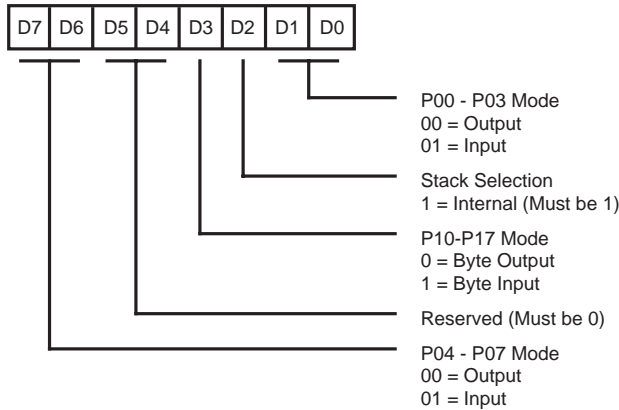 D7 D6 D5 D4 D3 D2 D1 D0
P00 - P03 Mode
00 = Output
01 = Input
Stack Selection
1 = Internal (Must be 1)
P10-P17 Mode
0 = Byte Output
1 = Byte Input
Reserved (Must be 0)
P04 - P07 Mode
00 = Output
01 = Input